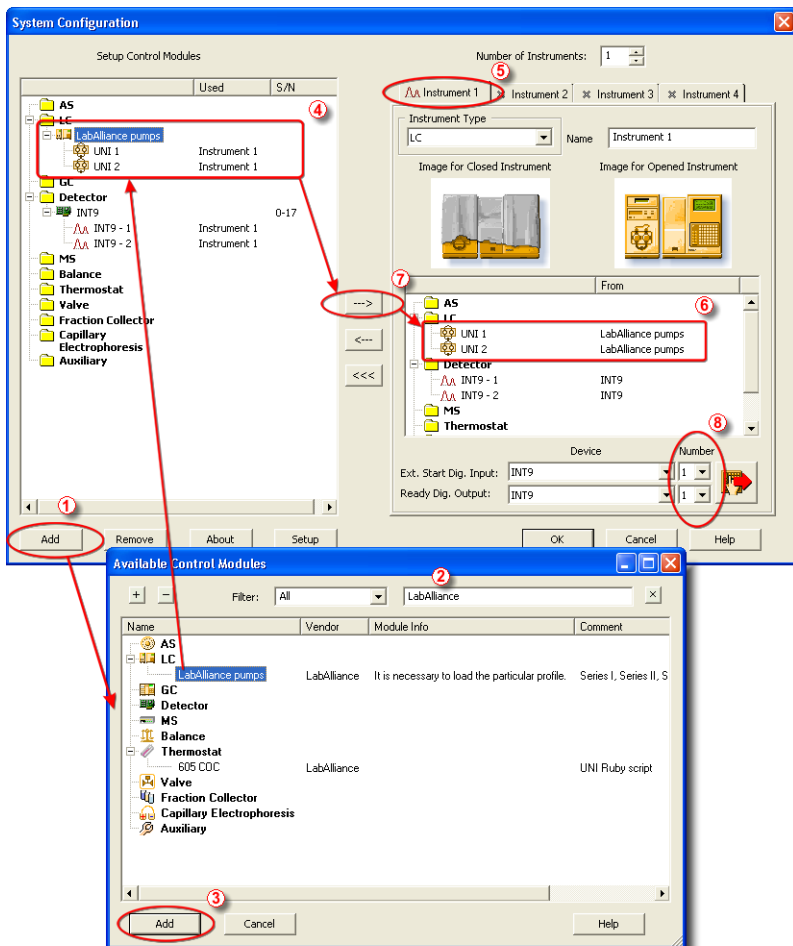 System Configuration
Setup Control Modules
Number of Instruments: 1
Used S/N
④
AS
LC
LabAlliance pumps
UNI 1 Instrument 1
UNI 2 Instrument 1
GC
Detector
INT9 0-17
INT9 - 1 Instrument 1
INT9 - 2 Instrument 1
MS
Balance
Thermostat
Valve
Fraction Collector
Capillary
Electrophoresis
Auxiliary
--->
<---
<<<
⑤
Instrument 1 Instrument 2 Instrument 3 Instrument 4
Instrument Type
LC Name Instrument 1
Image for Closed Instrument Image for Opened Instrument
⑦
From
⑥
AS
LC
UNI 1 LabAlliance pumps
UNI 2 LabAlliance pumps
Detector
INT9 - 1 INT9
INT9 - 2 INT9
MS
Thermostat
⑧
Device Number
Ext. Start Dig. Input: INT9 1
Ready Dig. Output: INT9 1
①
Add Remove About Setup OK Cancel Help
Available Control Modules
②
+ - Filter: All LabAlliance ×
Name Vendor Module Info Comment
AS
LC
LabAlliance pumps LabAlliance It is necessary to load the particular profile. Series I, Series II, S
GC
Detector
MS
Balance
Thermostat
605 COC LabAlliance UNI Ruby script
Valve
Fraction Collector
Capillary Electrophoresis
Auxiliary
③
Add Cancel Help